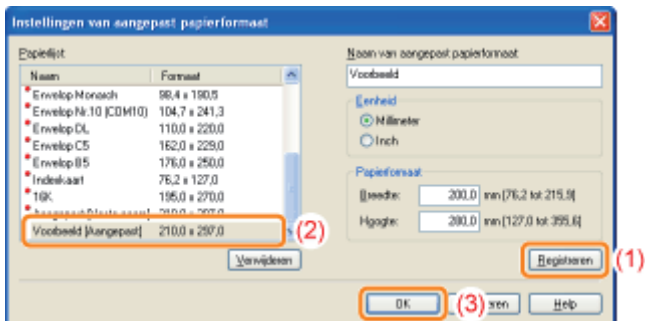 Instellingen van aangepast papierformaat
Papierlijst
Naam Formaat
Envelop Monarch 98,4 x 190,5
Envelop Nr.10 (COM10) 104,7 x 241,3
Envelop DL 110,0 x 220,0
Envelop C5 162,0 x 229,0
Envelop B5 176,0 x 250,0
Indexkaart 76,2 x 127,0
16K 195,0 x 270,0
Voorbeeld [Aangepast] 210,0 x 297,0
(2)
Verwijderen
Naam van aangepast papierformaat
Voorbeeld
Eenheid
Millimeter
Inch
Papierformaat
Breedte: 200,0 mm [76,2 tot 215,9]
Hoogte: 280,0 mm [127,0 tot 355,6]
Registreren (1)
OK (3) eren Help